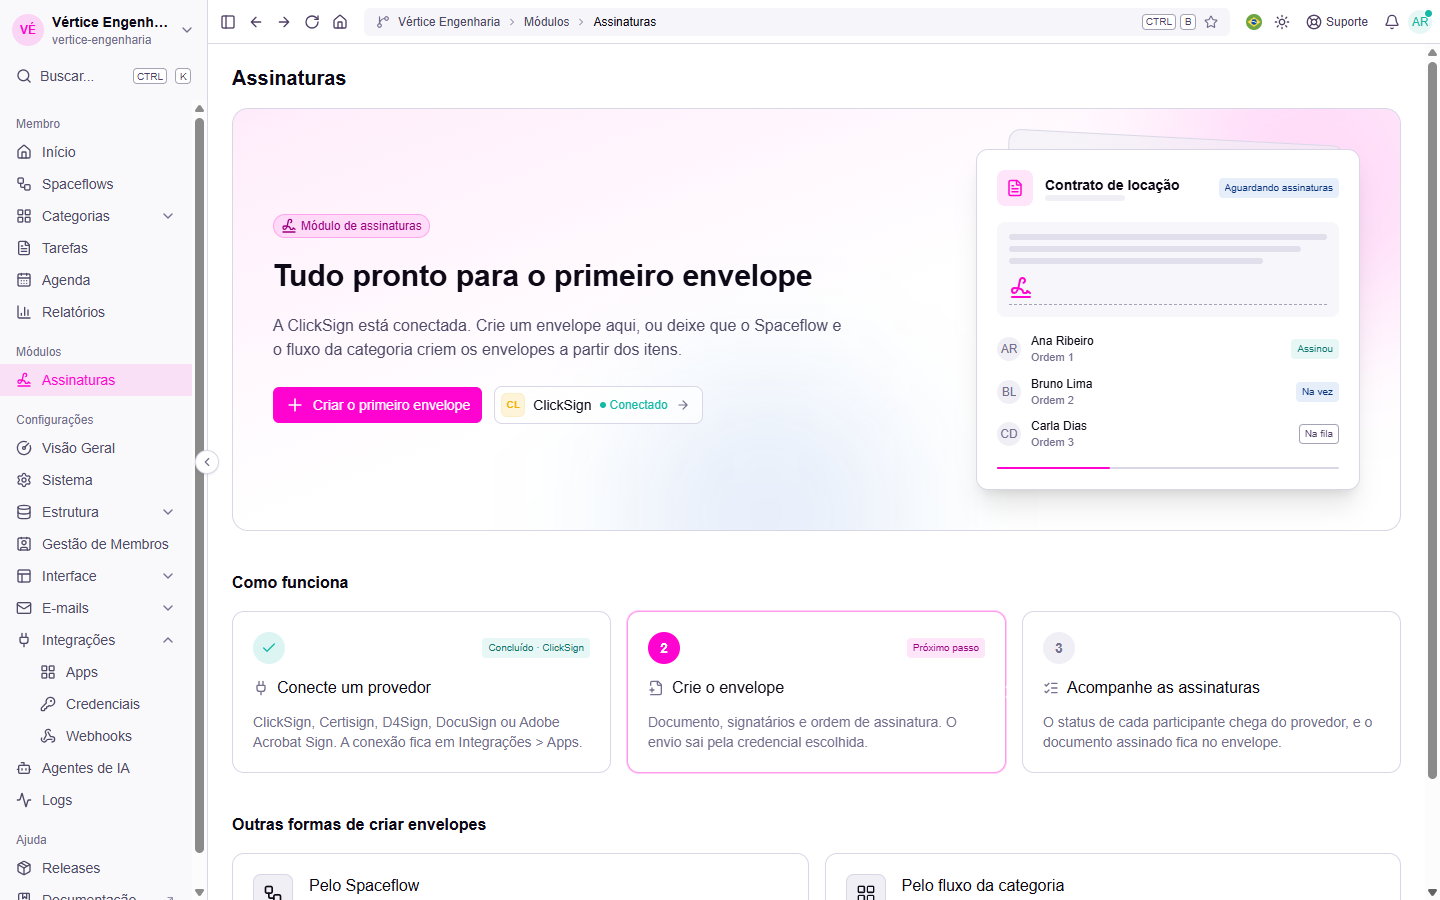 VÉ
Vértice Engenh...
vertice-engenharia
Buscar...
CTRL
K
Membro
Início
Spaceflows
Categorias
Tarefas
Agenda
Relatórios
Módulos
Assinaturas
Configurações
Visão Geral
Sistema
Estrutura
Gestão de Membros
Interface
E-mails
Integrações
Apps
Credenciais
Webhooks
Agentes de IA
Logs
Ajuda
Releases
Documentação
Vértice Engenharia
Módulos
Assinaturas
CTRL
B
Suporte
AR
Assinaturas
Módulo de assinaturas
Tudo pronto para o primeiro envelope
A ClickSign está conectada. Crie um envelope aqui, ou deixe que o Spaceflow e
o fluxo da categoria criem os envelopes a partir dos itens.
Criar o primeiro envelope
CL
ClickSign
Conectado
Contrato de locação
Aguardando assinaturas
AR
Ana Ribeiro
Ordem 1
Assinou
BL
Bruno Lima
Ordem 2
Na vez
CD
Carla Dias
Ordem 3
Na fila
Como funciona
Concluído · ClickSign
Conecte um provedor
ClickSign, Certisign, D4Sign, DocuSign ou Adobe
Acrobat Sign. A conexão fica em Integrações > Apps.
2
Próximo passo
Crie o envelope
Documento, signatários e ordem de assinatura. O
envio sai pela credencial escolhida.
3
Acompanhe as assinaturas
O status de cada participante chega do provedor, e o
documento assinado fica no envelope.
Outras formas de criar envelopes
Pelo Spaceflow
Pelo fluxo da categoria